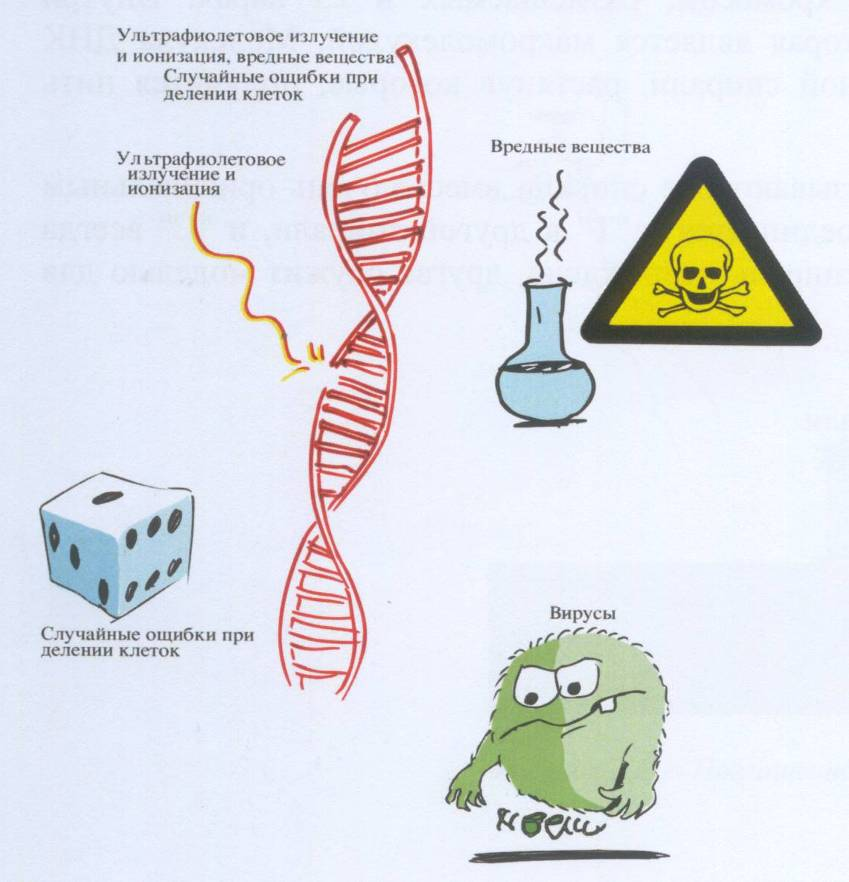 Ультрафиолетовое излучение
и ионизация, вредные вещества
Случайные ошибки при
делении клеток
Ультрафиолетовое
излучение и
ионизация
Вредные вещества
Случайные ощибки при
делении клеток
Вирусы